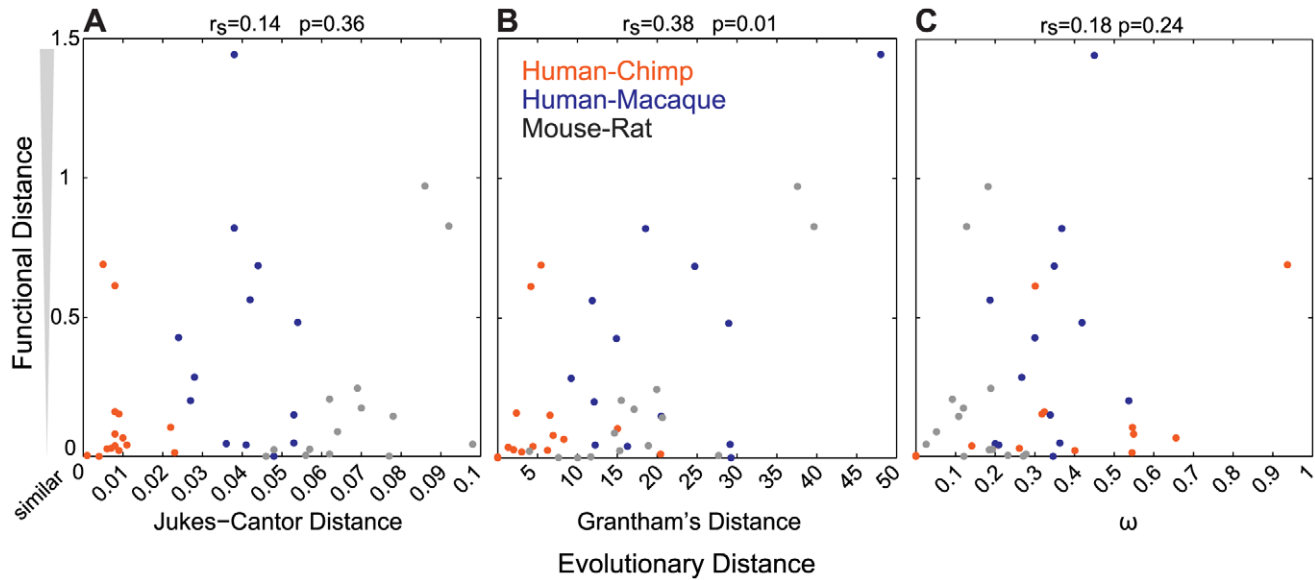 A
r_s=0.14 p=0.36
B
r_s=0.38 p=0.01
C
r_s=0.18 p=0.24
Functional Distance
1.5
1
0.5
0
similar
Human-Chimp
Human-Macaque
Mouse-Rat
0 0.01 0.02 0.03 0.04 0.05 0.06 0.07 0.08 0.09 0.1
5 10 15 20 25 30 35 40 45 50
0.1 0.2 0.3 0.4 0.5 0.6 0.7 0.8 0.9 1
Jukes−Cantor Distance
Grantham's Distance
ω
Evolutionary Distance